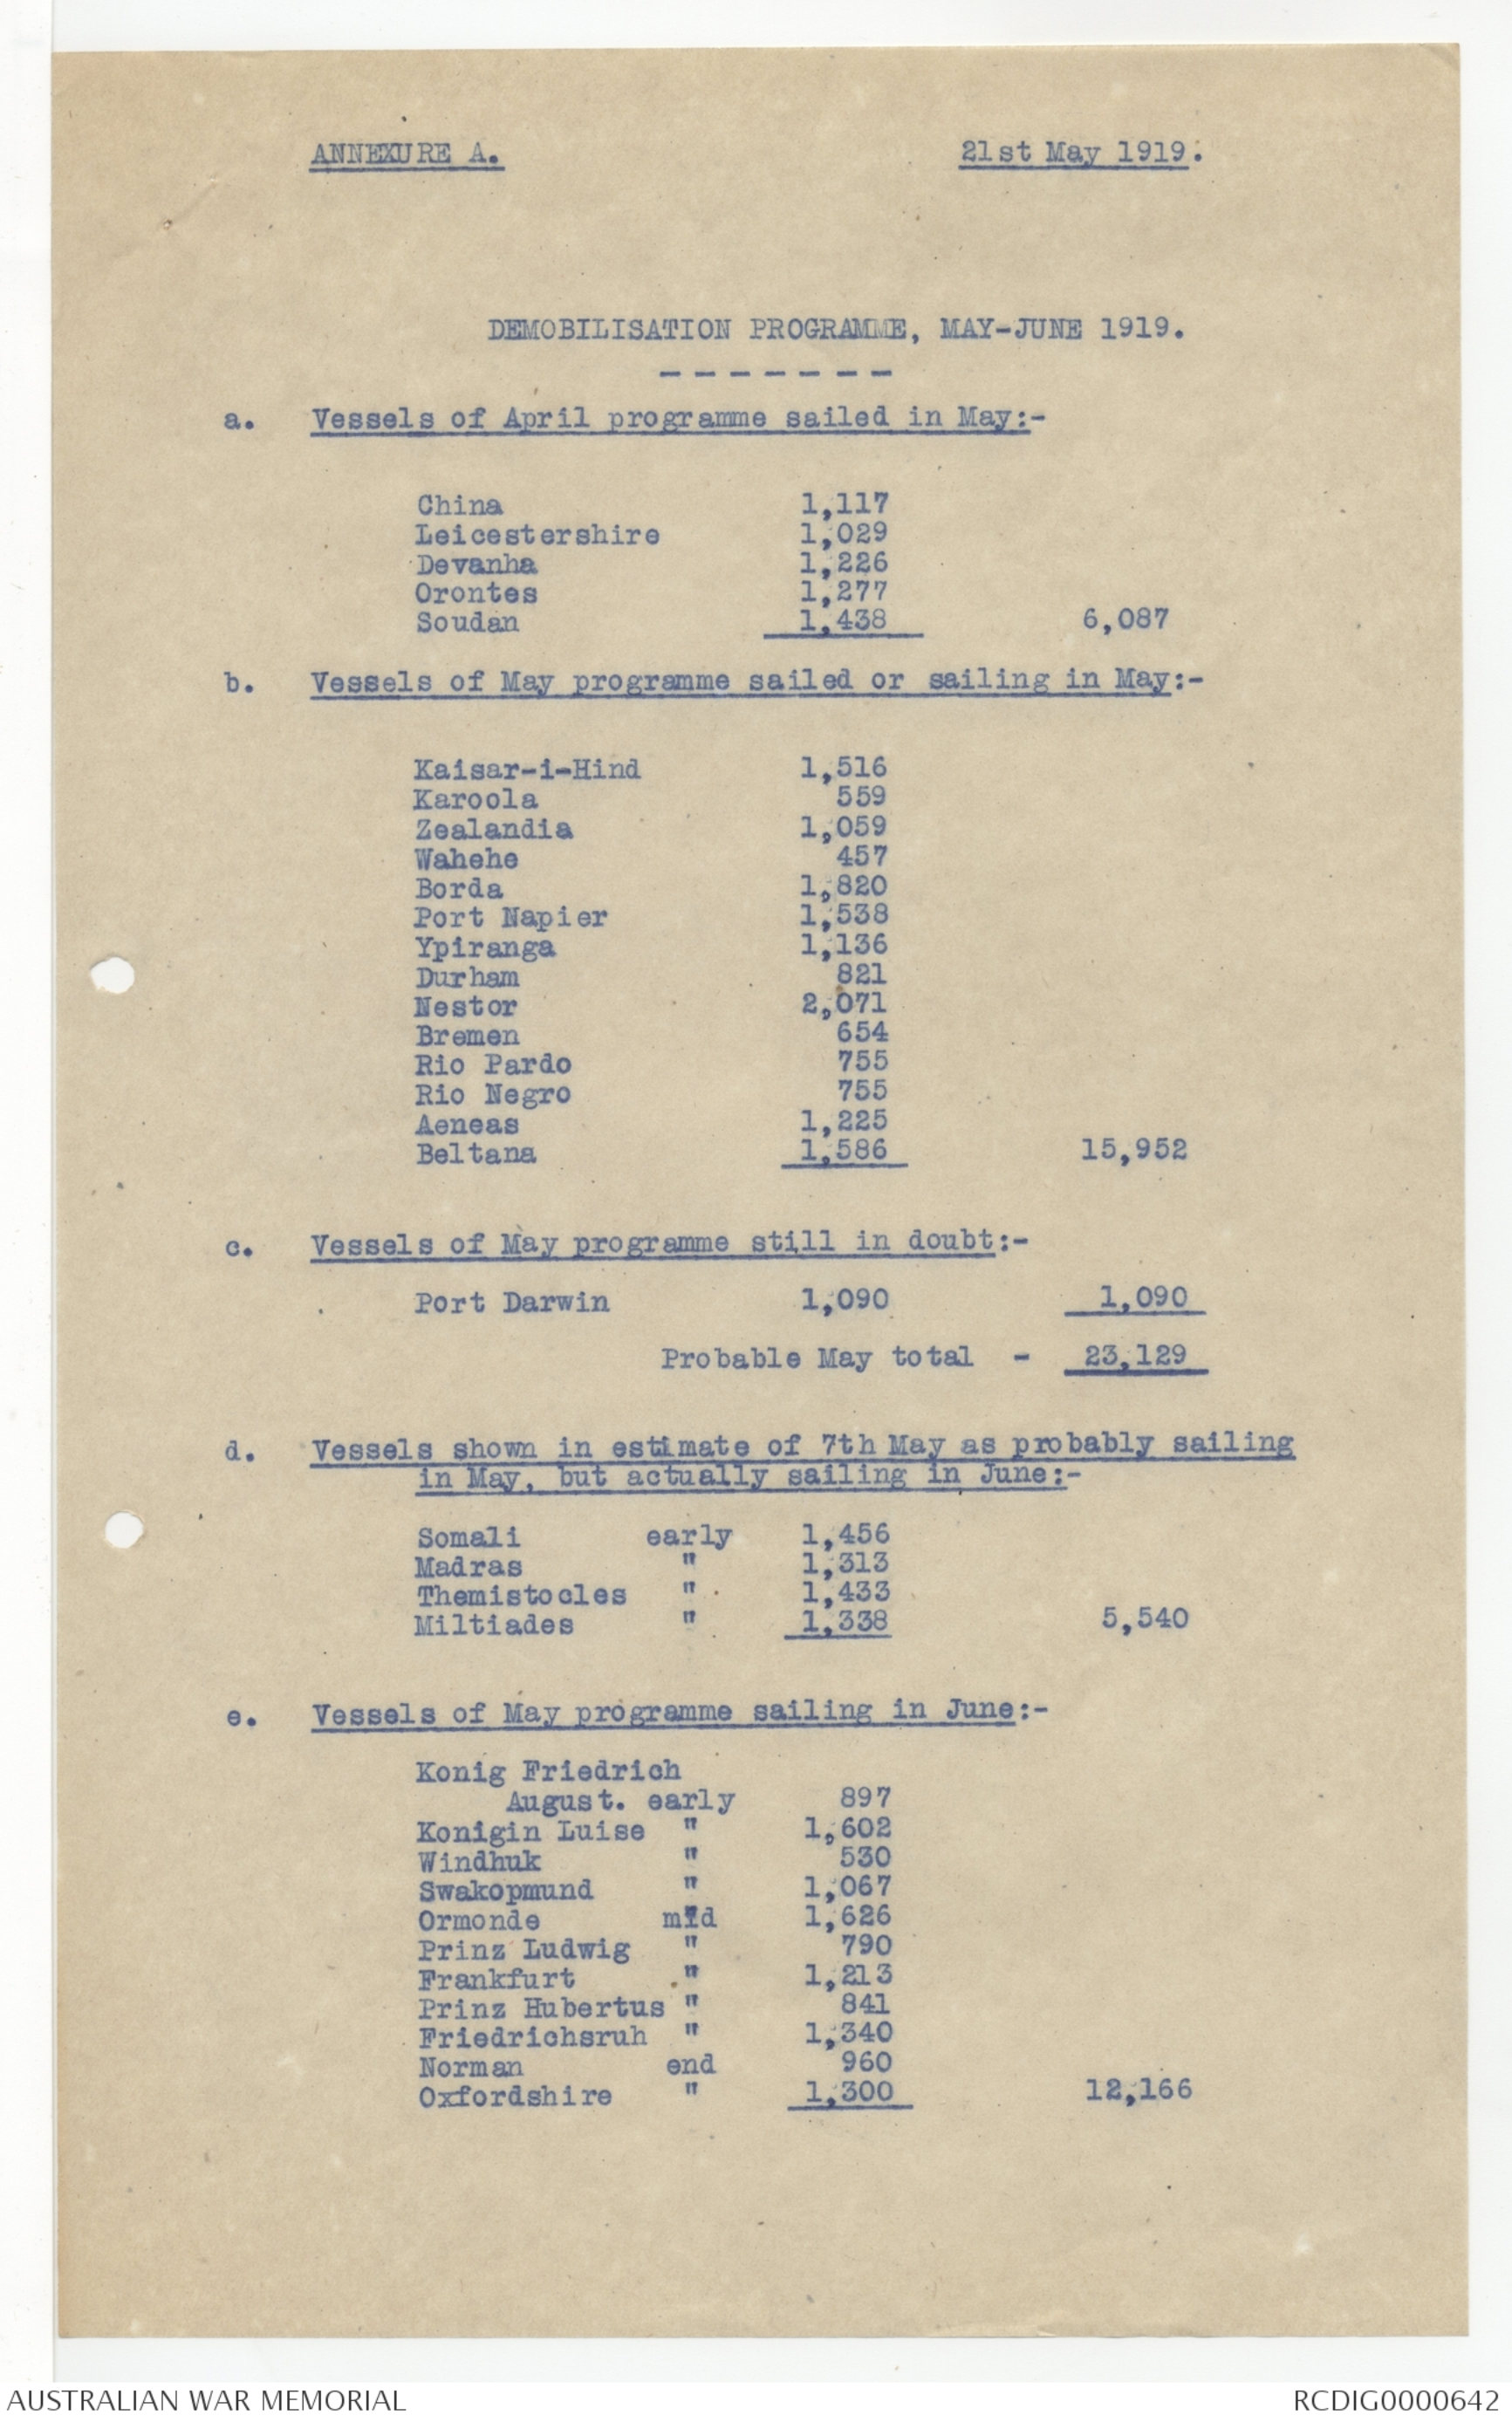 ANNEXURE A. 21st May 1919.
DEMOBILISATION PROGRAMME, MAY-JUNE 1919.
- - - - - - -
a. Vessels of April programme sailed in May:-
China 1,117
Leicestershire 1,029
Devanha 1,226
Orontes 1,277
Soudan 1,438 6,087
b. Vessels of May programme sailed or sailing in May:-
Kaisar-i-Hind 1,516
Karoola 559
Zealandia 1,059
Wahehe 457
Borda 1,820
Port Napier 1,538
Ypiranga 1,136
Durham 821
Nestor 2,071
Bremen 654
Rio Pardo 755
Rio Negro 755
Aeneas 1,225
Beltana 1,586 15,952
c. Vessels of May programme still in doubt:-
Port Darwin 1,090 1,090
Probable May total - 23,129
d. Vessels shown in estimate of 7th May as probably sailing
in May, but actually sailing in June:-
Somali early 1,456
Madras " 1,313
Themistocles " 1,433
Miltiades " 1,338 5,540
e. Vessels of May programme sailing in June:-
Konig Friedrich
August. early 897
Konigin Luise " 1,602
Windhuk " 530
Swakopmund " 1,067
Ormonde mid 1,626
Prinz Ludwig " 790
Frankfurt " 1,213
Prinz Hubertus " 841
Friedrichsruh " 1,340
Norman end 960
Oxfordshire " 1,300 12,166
AUSTRALIAN WAR MEMORIAL RCDIG0000642